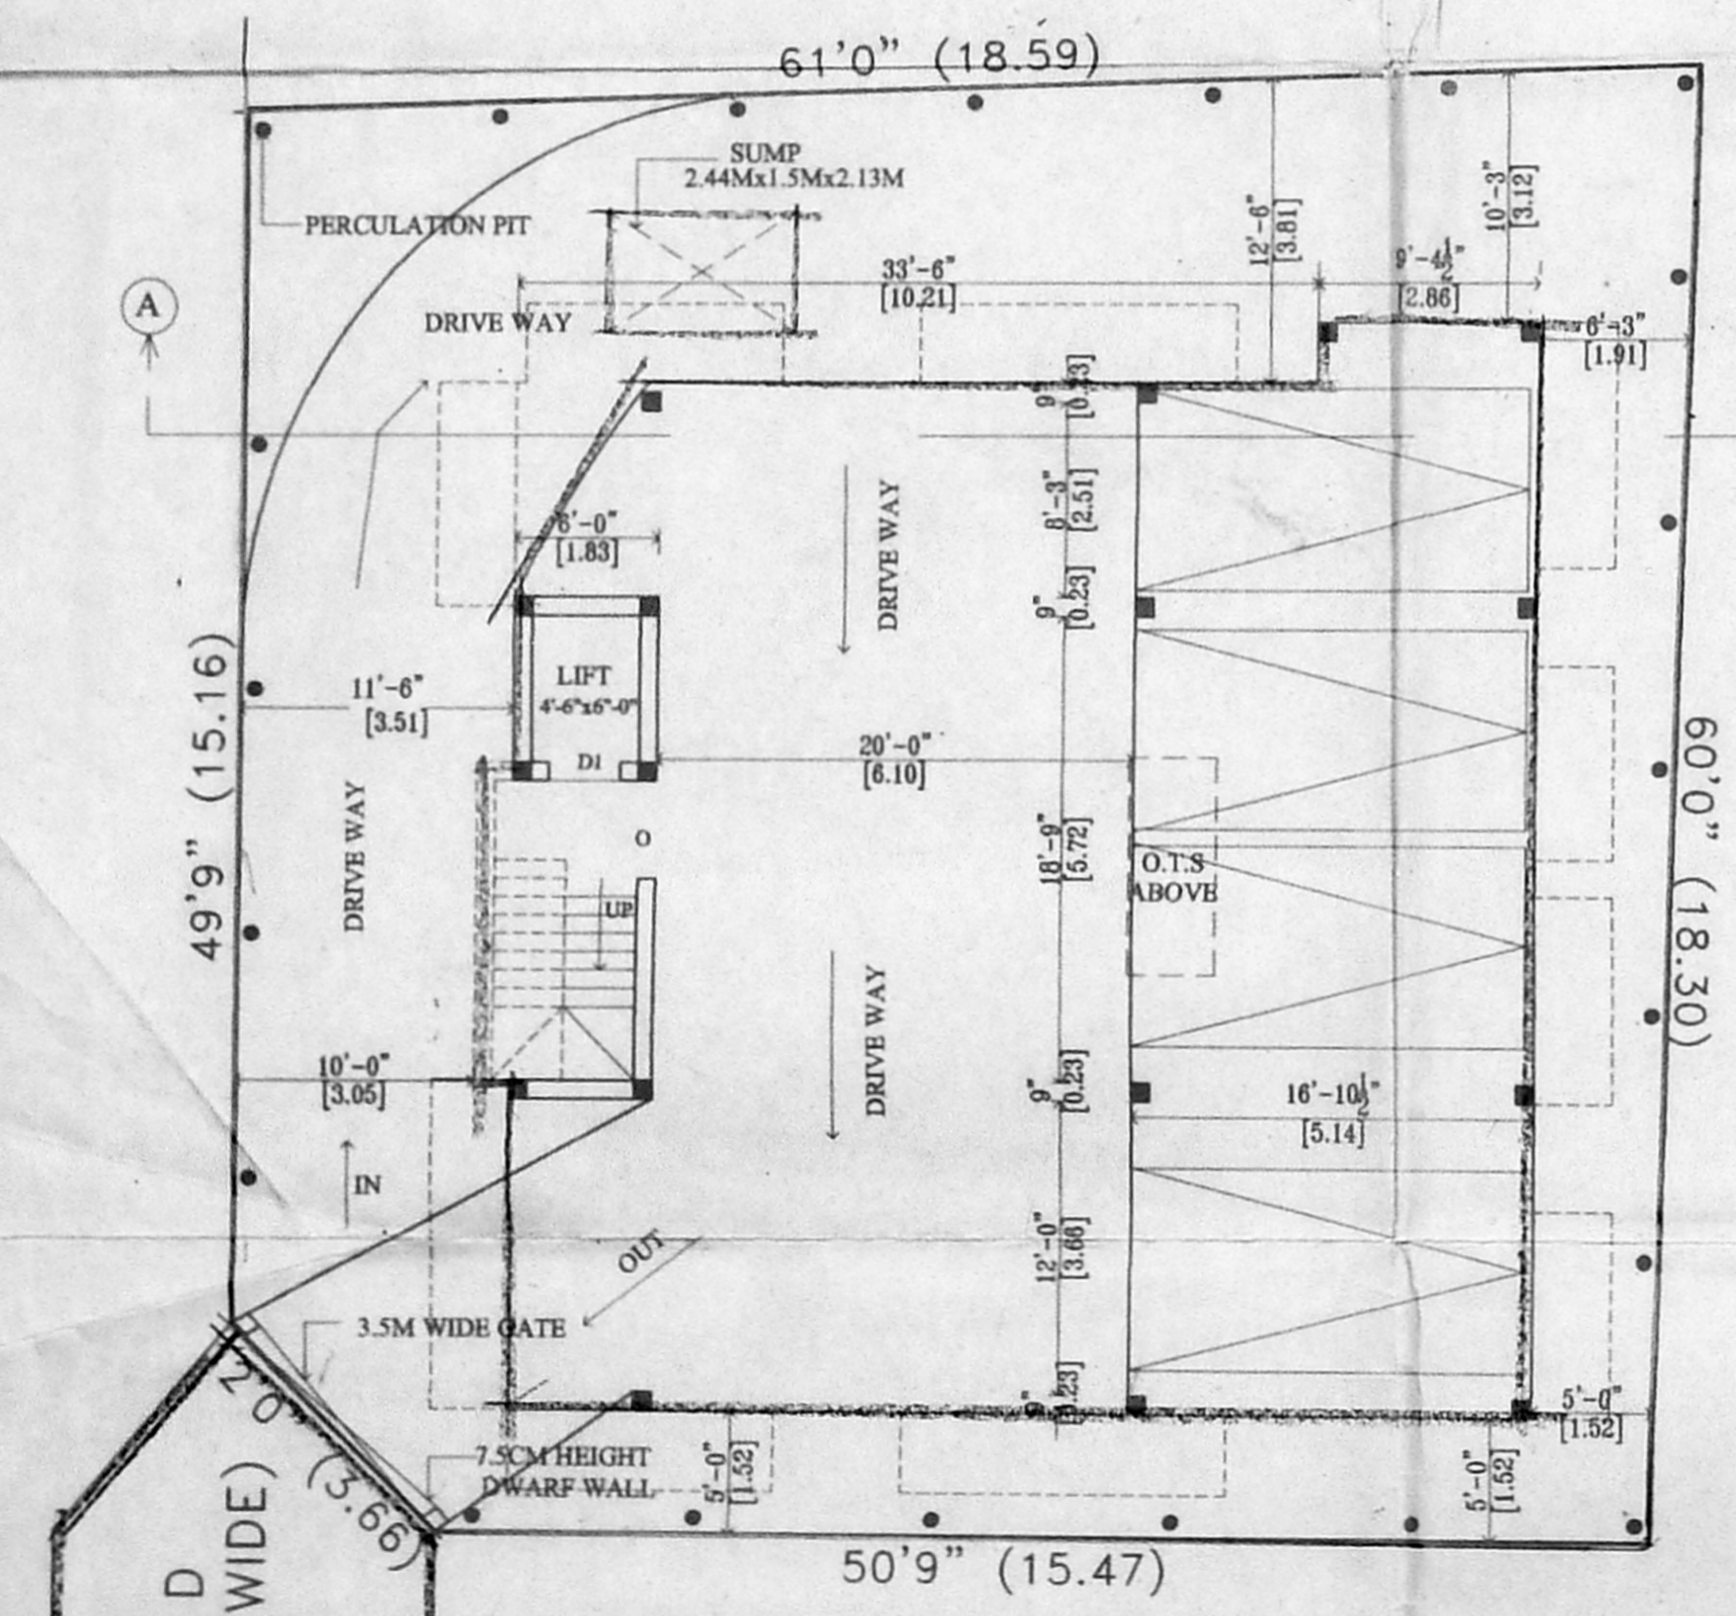 61'0" (18.59)
SUMP
2.44Mx1.5Mx2.13M
PERCULATION PIT
10'-3"
[3.12]
12'-6"
[3.81]
A
33'-6"
[10.21]
9'-4½"
[2.86]
DRIVE WAY
6'-3"
[1.91]
9"
[0.23]
6'-0"
[1.83]
8'-3"
[2.51]
DRIVE WAY
9"
[0.23]
LIFT
4'-6"x6"-0"
11'-6"
[3.51]
49'9" (15.16)
D1
20'-0"
[6.10]
60'0" (18.30)
O
DRIVE WAY
18'-9"
[5.72]
O.T.S
ABOVE
UP
DRIVE WAY
10'-0"
[3.05]
9"
[0.23]
16'-10½"
[5.14]
IN
OUT
12'-0"
[3.66]
3.5M WIDE GATE
2'0" (3.66)
9"
5'-0"
[1.52]
7.5CM HEIGHT
DWARF WALL
5'-0"
[1.52]
5'-0"
[1.52]
D
WIDE)
50'9" (15.47)